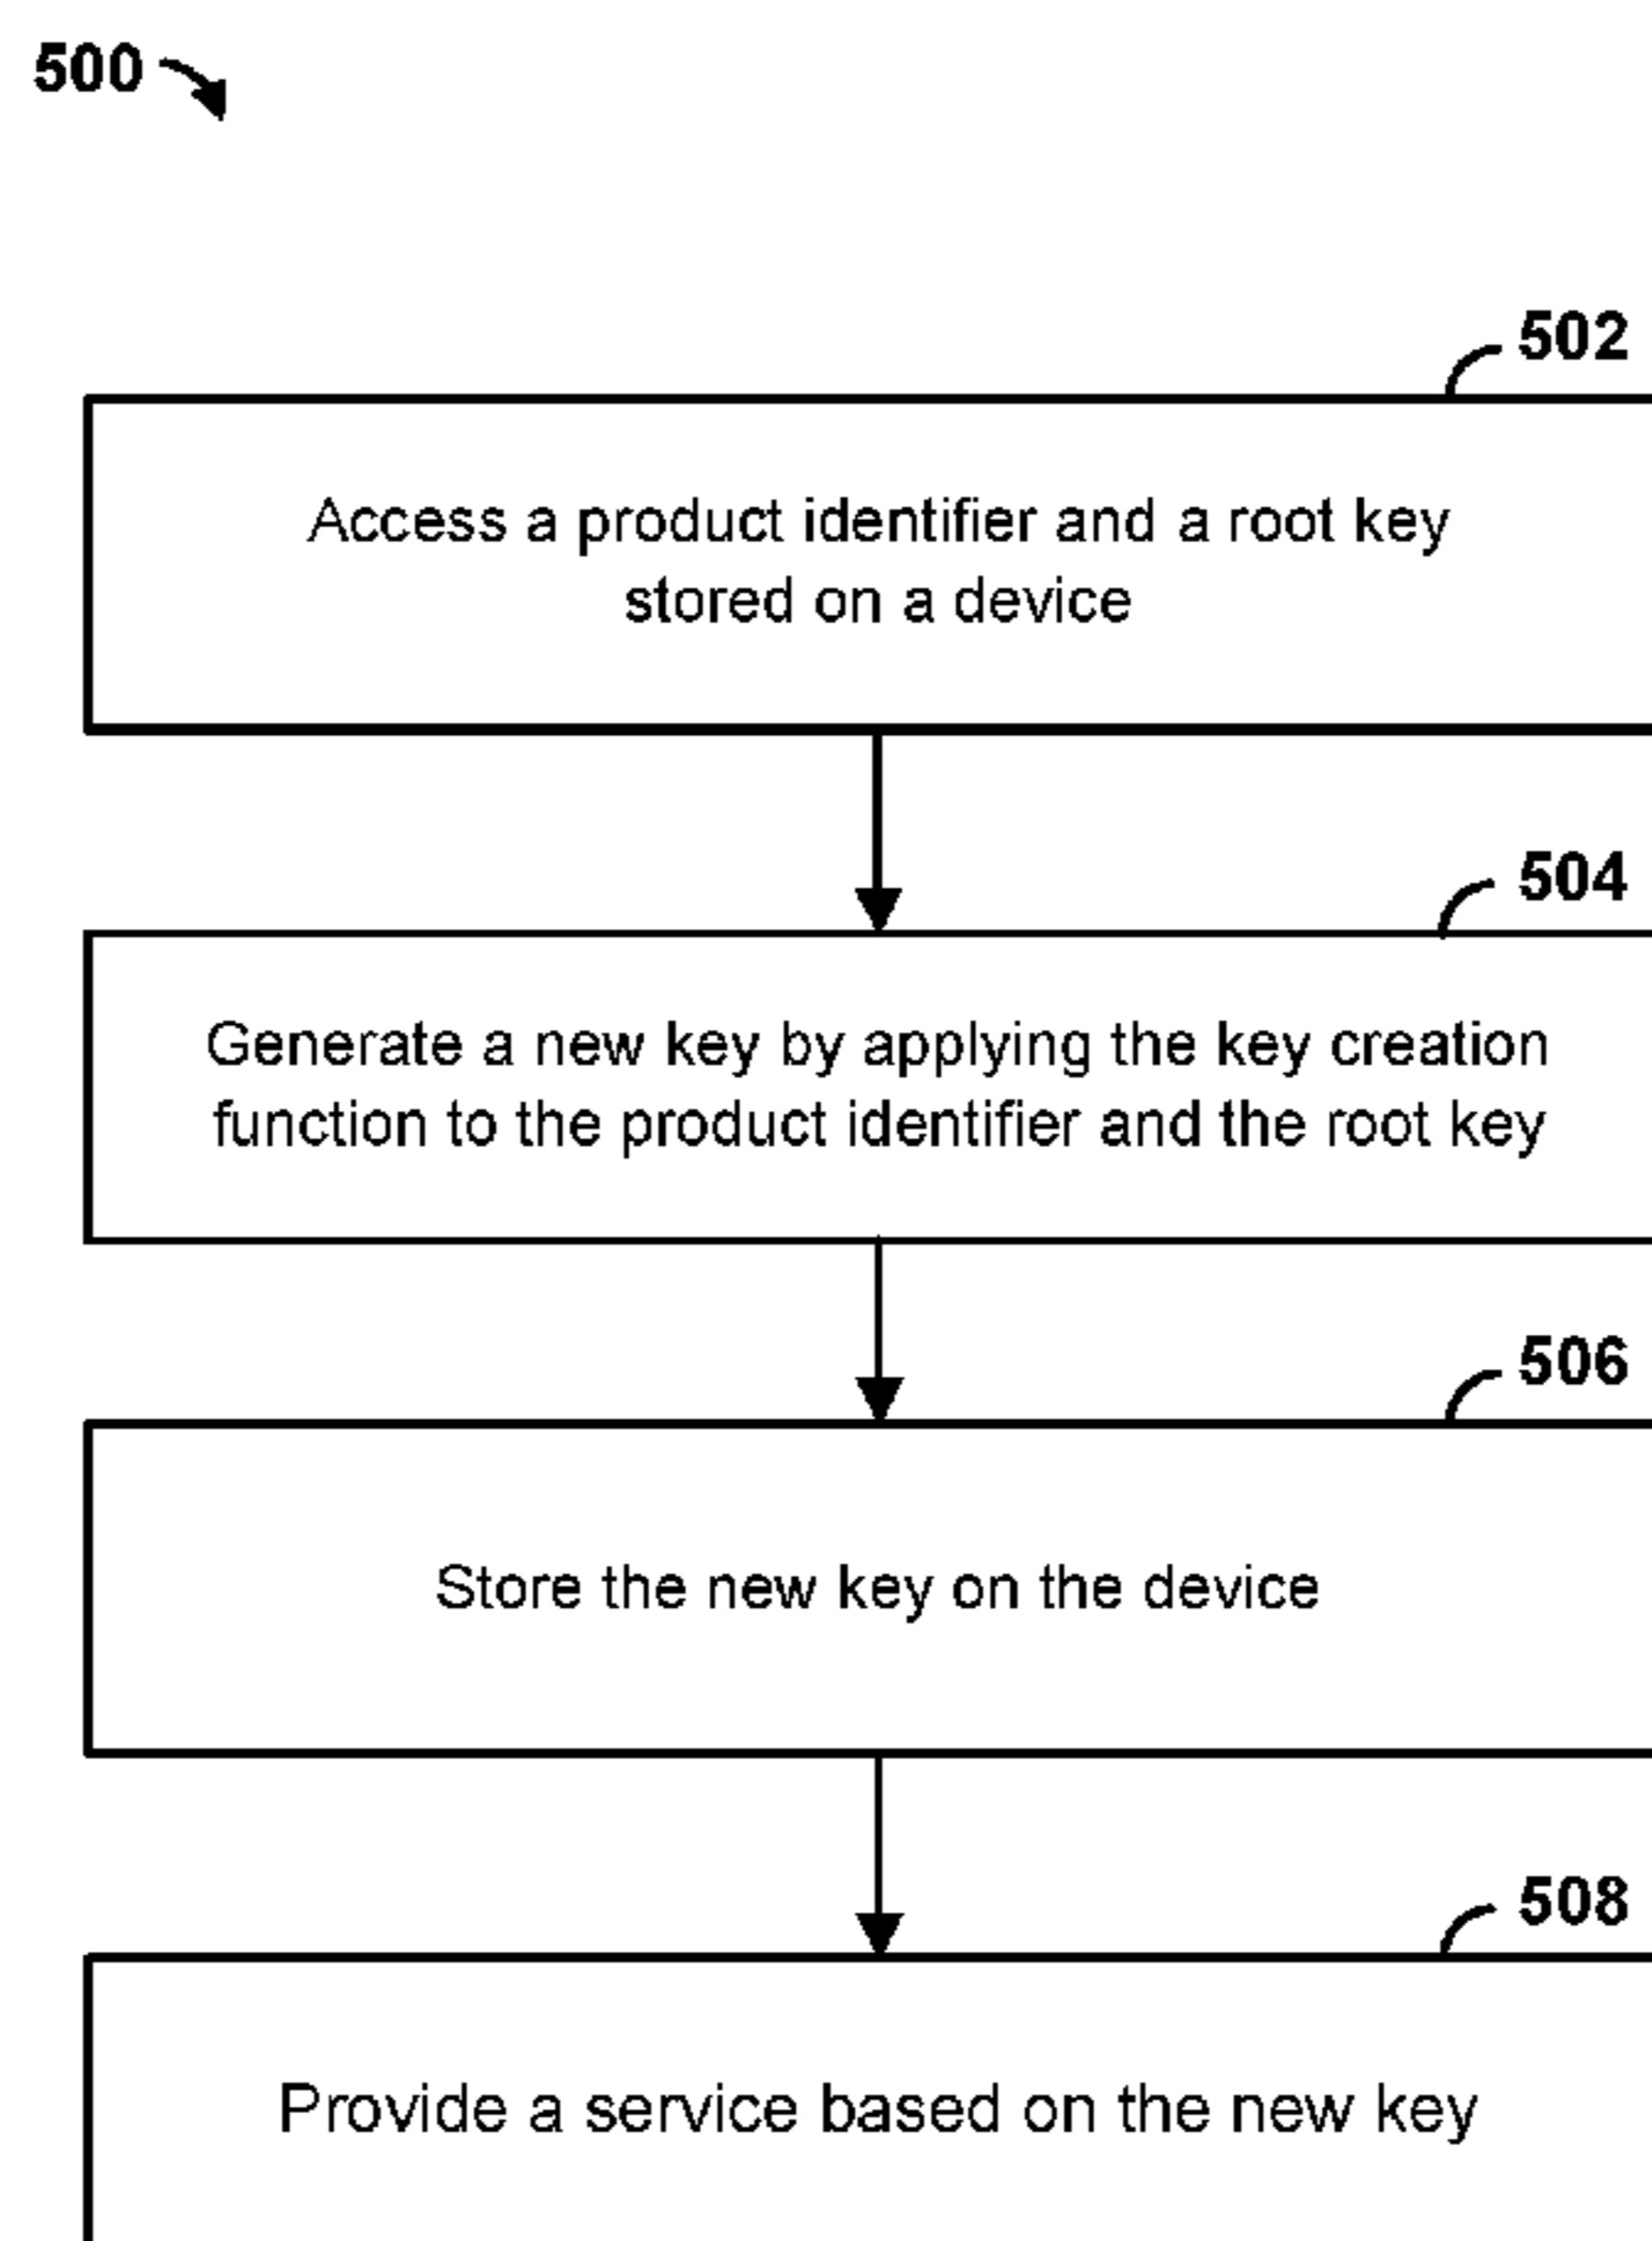 500
502
Access a product identifier and a root key
stored on a device
504
Generate a new key by applying the key creation
function to the product identifier and the root key
506
Store the new key on the device
508
Provide a service based on the new key